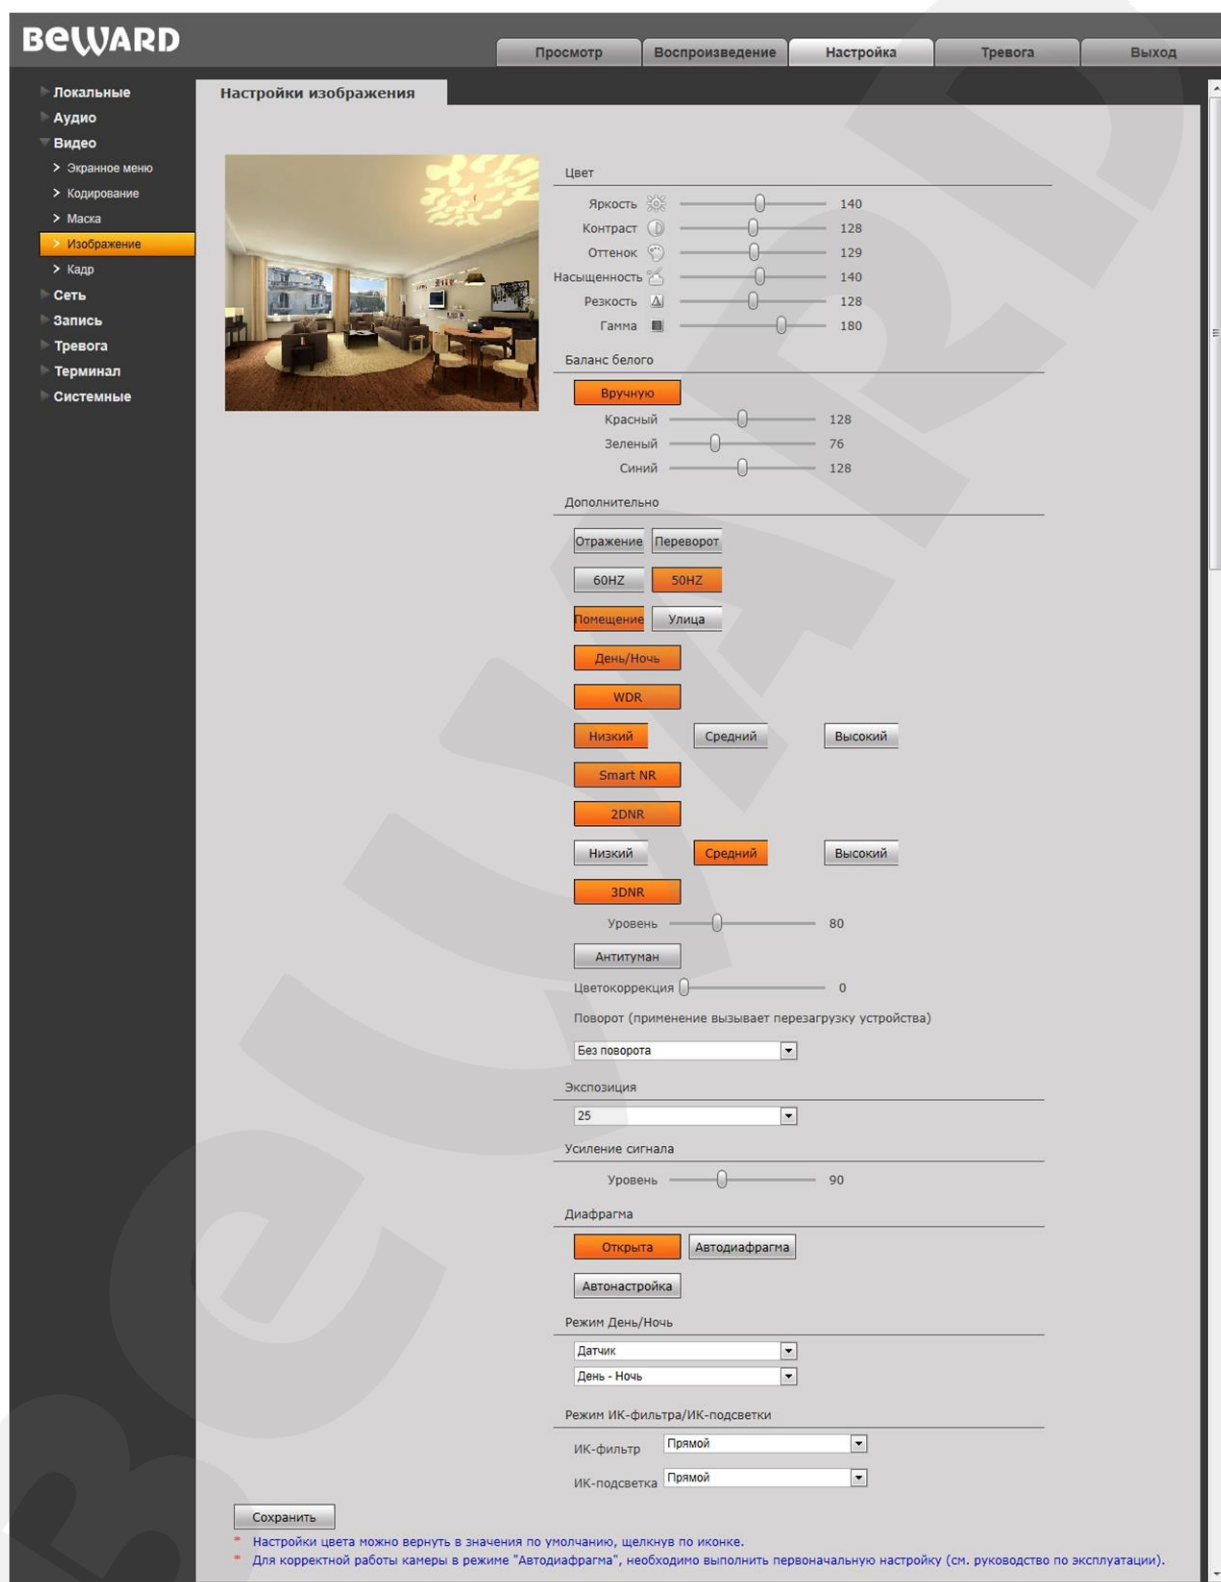 BEWARD
Просмотр Воспроизведение Настройка Тревога Выход
Локальные
Аудио
Видео
> Экранное меню
> Кодирование
> Маска
> Изображение
> Кадр
Сеть
Запись
Тревога
Терминал
Системные
Настройки изображения
Цвет
Яркость 140
Контраст 128
Оттенок 129
Насыщенность 140
Резкость 128
Гамма 180
Баланс белого
Вручную
Красный 128
Зеленый 76
Синий 128
Дополнительно
Отражение Переворот
60HZ 50HZ
Помещение Улица
День/Ночь
WDR
Низкий Средний Высокий
Smart NR
2DNR
Низкий Средний Высокий
3DNR
Уровень 80
Антитуман
Цветокоррекция 0
Поворот (применение вызывает перезагрузку устройства)
Без поворота
Экспозиция
25
Усиление сигнала
Уровень 90
Диафрагма
Открыта Автодиафрагма
Автонастройка
Режим День/Ночь
Датчик
День - Ночь
Режим ИК-фильтра/ИК-подсветки
ИК-фильтр Прямой
ИК-подсветка Прямой
Сохранить
* Настройки цвета можно вернуть в значения по умолчанию, щелкнув по иконке.
* Для корректной работы камеры в режиме "Автодиафрагма", необходимо выполнить первоначальную настройку (см. руководство по эксплуатации).
BEWARD